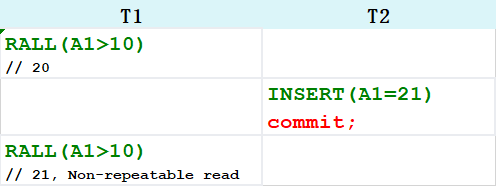 T1 T2
RALL(A1>10)
// 20
INSERT(A1=21)
commit;
RALL(A1>10)
// 21, Non-repeatable read